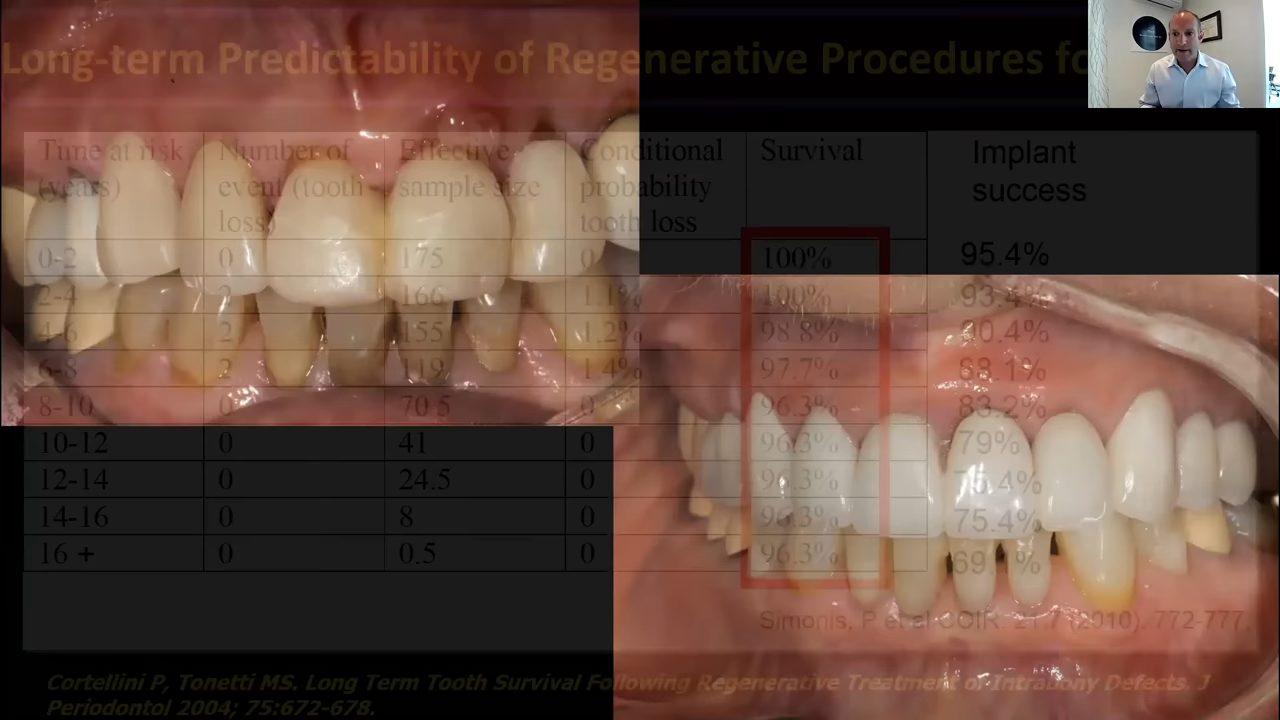 Long-term Predictability of Regenerative Procedures fo
Time at risk (years) Number of event (tooth loss) Effective sample size Conditional probability tooth loss Survival Implant success
0-2 0 175 0 100% 95.4%
2-4 2 166 1.1% 100% 93.4%
4-6 2 155 1.2% 98.8% 90.4%
6-8 2 119 1.4% 97.7% 68.1%
8-10 0 70.5 0 96.3% 83.2%
10-12 0 41 0 96.3% 79%
12-14 0 24.5 0 96.3% 75.4%
14-16 0 8 0 96.3% 75.4%
16 + 0 0.5 0 96.3%
Simonis, P et al COIR. 21.7 (2010). 772-777.
Cortellini P, Tonetti MS. Long Term Tooth Survival Following Regenerative Treatment of Intrabony Defects. J
Periodontol 2004; 75:672-678.